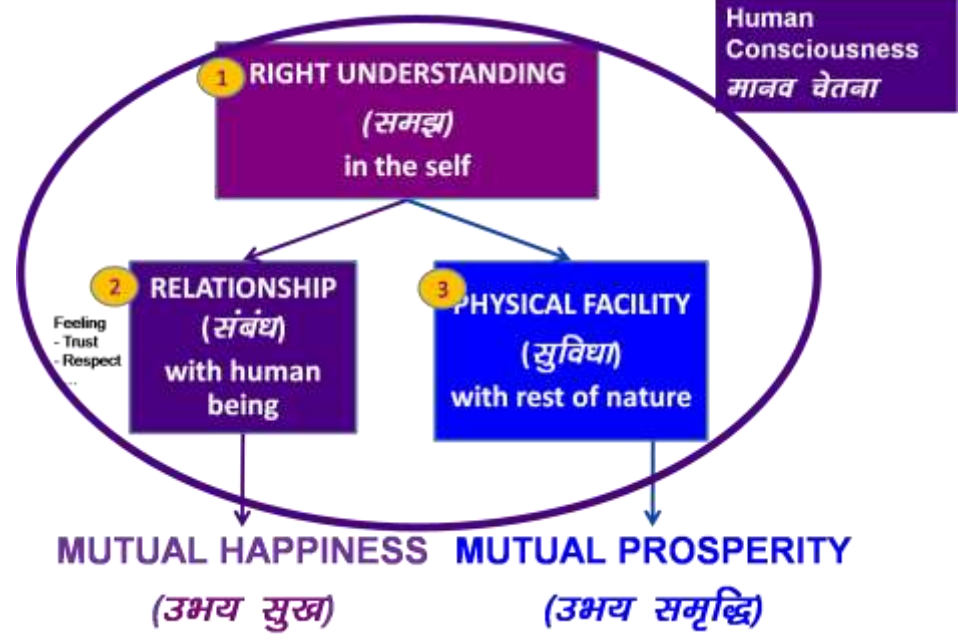 Human
Consciousness
मानव चेतना
1
RIGHT UNDERSTANDING
(समझ)
in the self
2
RELATIONSHIP
(संबंध)
with human
being
Feeling
- Trust
- Respect
....
3
PHYSICAL FACILITY
(सुविधा)
with rest of nature
MUTUAL HAPPINESS
(उभय सुख)
MUTUAL PROSPERITY
(उभय समृद्धि)